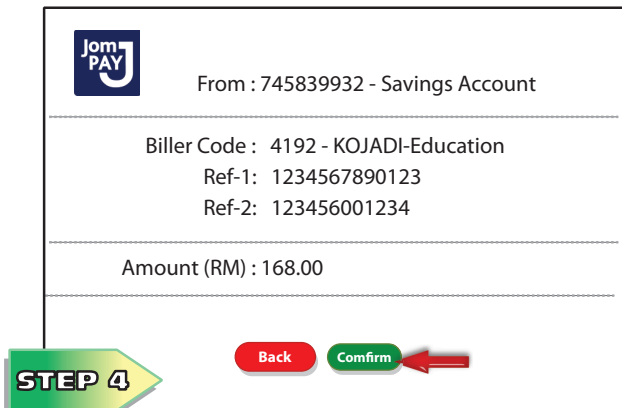 Jom
PAY
From : 745839932 - Savings Account
Biller Code : 4192 - KOJADI-Education
Ref-1: 1234567890123
Ref-2: 123456001234
Amount (RM) : 168.00
Back Comfirm
STEP 4